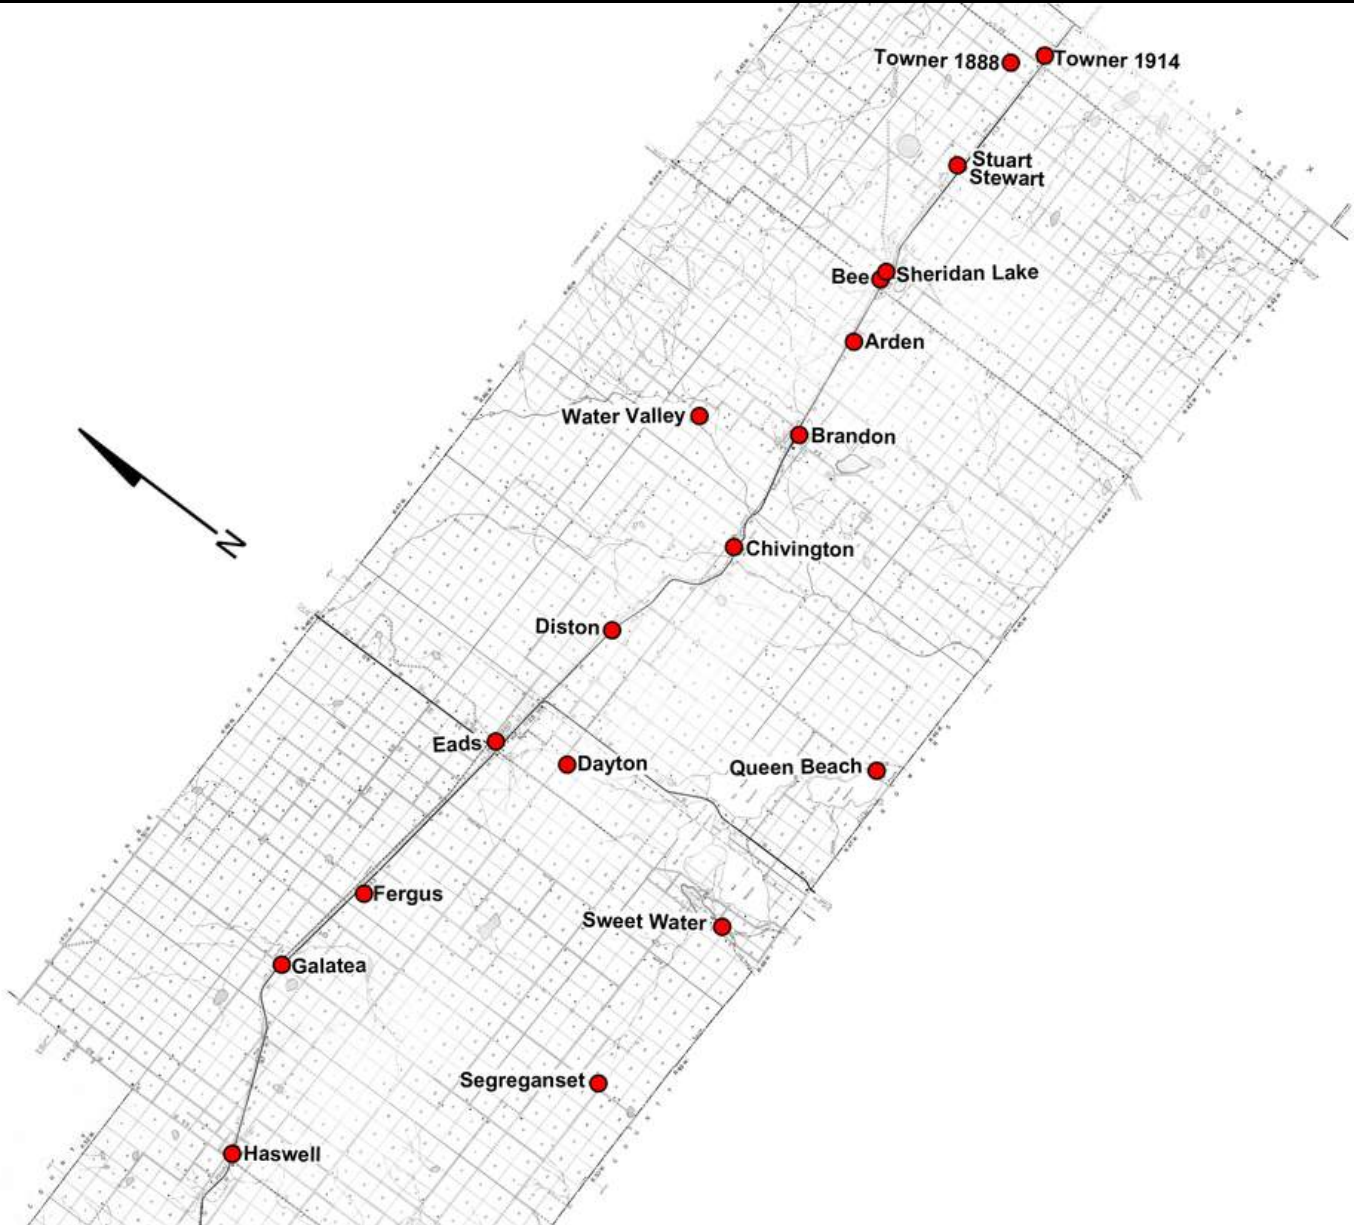 Towner 1888
Towner 1914
Stuart
Stewart
Bee
Sheridan Lake
Arden
Water Valley
Brandon
Chivington
Diston
Eads
Dayton
Queen Beach
Fergus
Sweet Water
Galatea
Segreganset
Haswell
N